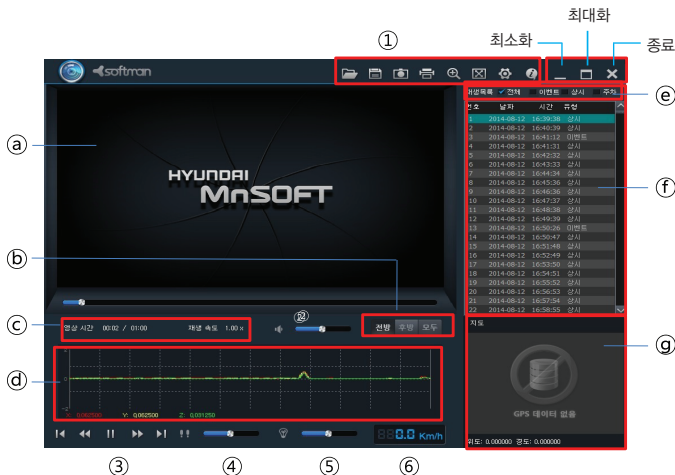 최대화
최소화
종료
①
softman
재생목록 전체 이벤트 상시 주차
ⓔ
번호 날짜 시간 유형
1 2014-08-12 16:39:38 상시
2 2014-08-12 16:40:39 상시
3 2014-08-12 16:41:12 이벤트
4 2014-08-12 16:41:31 상시
5 2014-08-12 16:42:32 상시
6 2014-08-12 16:43:33 상시
7 2014-08-12 16:44:34 상시
8 2014-08-12 16:45:36 상시
9 2014-08-12 16:46:36 상시
10 2014-08-12 16:47:37 상시
11 2014-08-12 16:48:38 상시
12 2014-08-12 16:49:39 상시
13 2014-08-12 16:50:26 이벤트
14 2014-08-12 16:50:47 상시
15 2014-08-12 16:51:48 상시
16 2014-08-12 16:52:49 상시
17 2014-08-12 16:53:50 상시
18 2014-08-12 16:54:51 상시
19 2014-08-12 16:55:52 상시
20 2014-08-12 16:56:53 상시
21 2014-08-12 16:57:54 상시
22 2014-08-12 16:58:55 상시
ⓕ
ⓐ
HYUNDAI
MnSOFT
ⓑ
ⓒ
영상 시간 00:02 / 01:00 재생 속도 1.00 x
②
전방 후방 모두
지도
ⓖ
GPS 데이터 없음
위도: 0.000000 경도: 0.000000
ⓓ
0
X: 0.062500 Y: 0.062500 Z: 0.031250
0.0 Km/h
③ ④ ⑤ ⑥